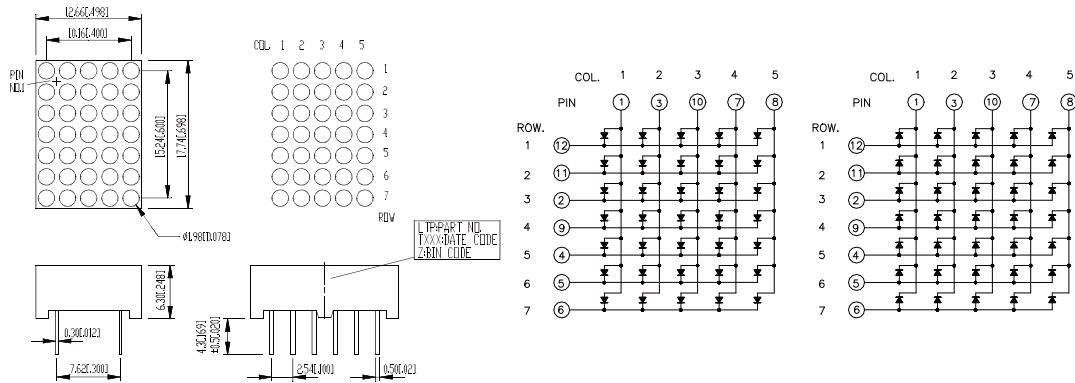 12.66[.498]
10.16[.400]
PIN
NO.1
15.24[.600]
17.74[.698]
ø1.98[0.078]
COL. 1 2 3 4 5
1
2
3
4
5
6
7
ROW
LTP:PART NO.
TXXX:DATE CODE
Z:BIN CODE
6.30[.248]
0.30[.012]
7.62[.300]
4.3[.169]
±0.5[.020]
2.54[.100]
0.50[.02]
COL. 1 2 3 4 5
PIN 1 3 10 7 8
ROW.
1 12
2 11
3 2
4 9
5 4
6 5
7 6
COL. 1 2 3 4 5
PIN 1 3 10 7 8
ROW.
1 12
2 11
3 2
4 9
5 4
6 5
7 6